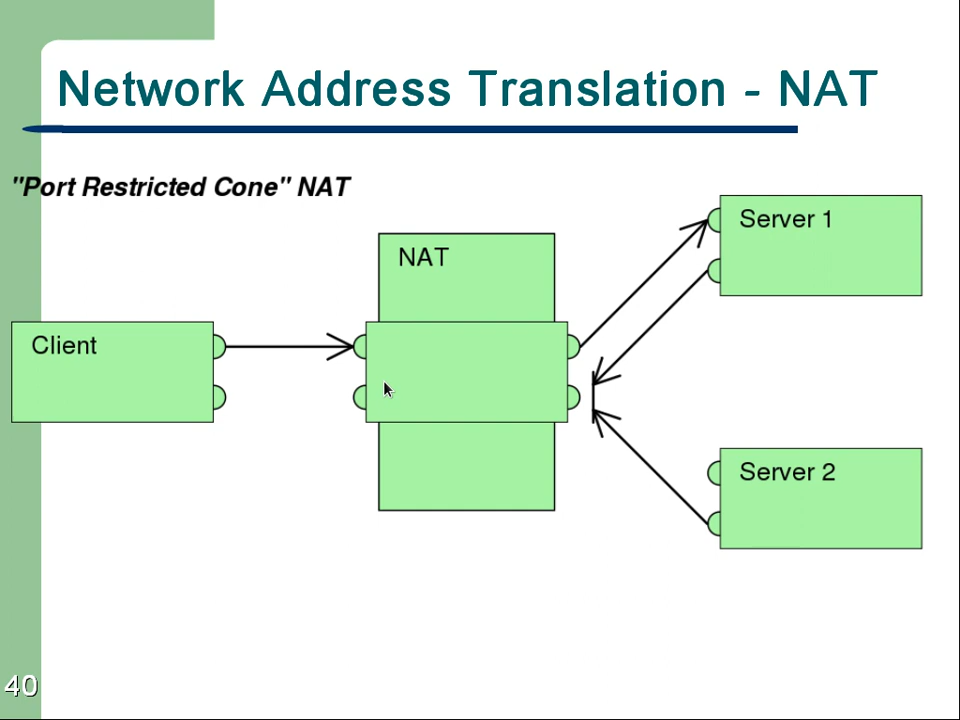 Network Address Translation - NAT
"Port Restricted Cone" NAT
Server 1
NAT
Client
Server 2
40